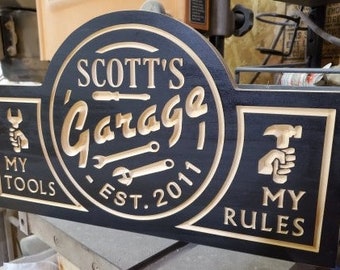 SCOTT'S
Garage
- EST. 2011 -
MY
TOOLS
MY
RULES